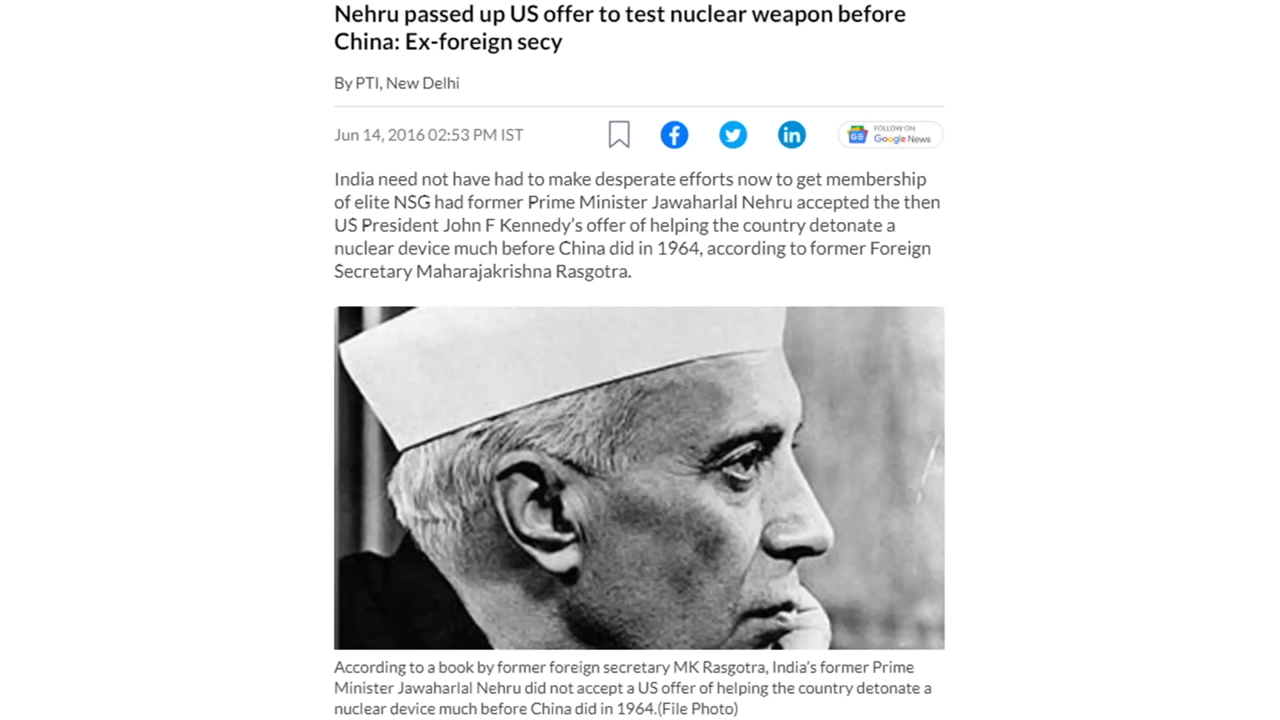 Nehru passed up US offer to test nuclear weapon before
China: Ex-foreign secy
By PTI, New Delhi
Jun 14, 2016 02:53 PM IST
FOLLOW ON
Google News
India need not have had to make desperate efforts now to get membership
of elite NSG had former Prime Minister Jawaharlal Nehru accepted the then
US President John F Kennedy’s offer of helping the country detonate a
nuclear device much before China did in 1964, according to former Foreign
Secretary Maharajakrishna Rasgotra.
According to a book by former foreign secretary MK Rasgotra, India’s former Prime
Minister Jawaharlal Nehru did not accept a US offer of helping the country detonate a
nuclear device much before China did in 1964.(File Photo)